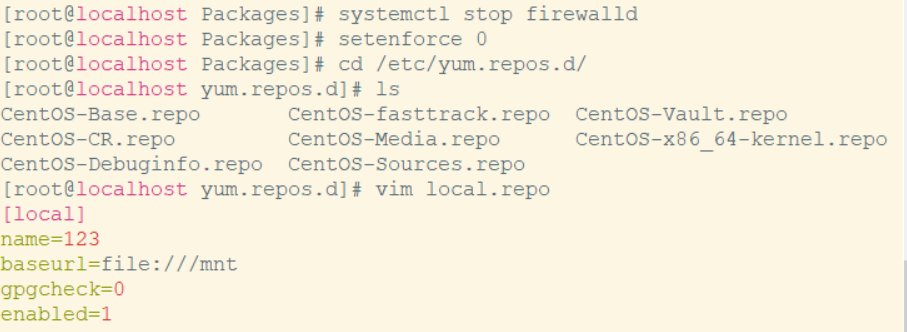 [root@localhost Packages]# systemctl stop firewalld
[root@localhost Packages]# setenforce 0
[root@localhost Packages]# cd /etc/yum.repos.d/
[root@localhost yum.repos.d]# ls
CentOS-Base.repo       CentOS-fasttrack.repo  CentOS-Vault.repo
CentOS-CR.repo         CentOS-Media.repo      CentOS-x86_64-kernel.repo
CentOS-Debuginfo.repo  CentOS-Sources.repo
[root@localhost yum.repos.d]# vim local.repo
[local]
name=123
baseurl=file:///mnt
gpgcheck=0
enabled=1